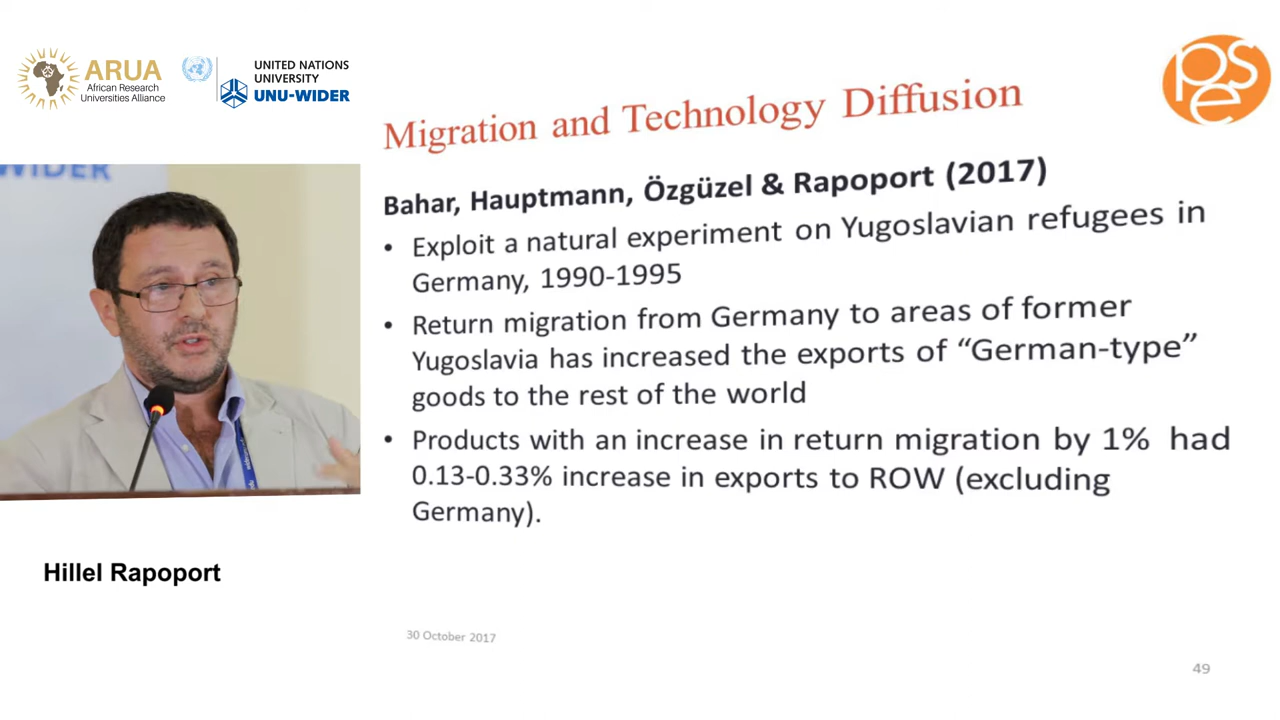 ARUA
African Research
Universities Alliance
UNITED NATIONS
UNIVERSITY
UNU-WIDER
PSE
Migration and Technology Diffusion
WIDER
Bahar, Hauptmann, Özgüzel & Rapoport (2017)
• Exploit a natural experiment on Yugoslavian refugees in
Germany, 1990-1995
• Return migration from Germany to areas of former
Yugoslavia has increased the exports of “German-type”
goods to the rest of the world
• Products with an increase in return migration by 1% had
0.13-0.33% increase in exports to ROW (excluding
Germany).
Hillel Rapoport
30 October 2017
49